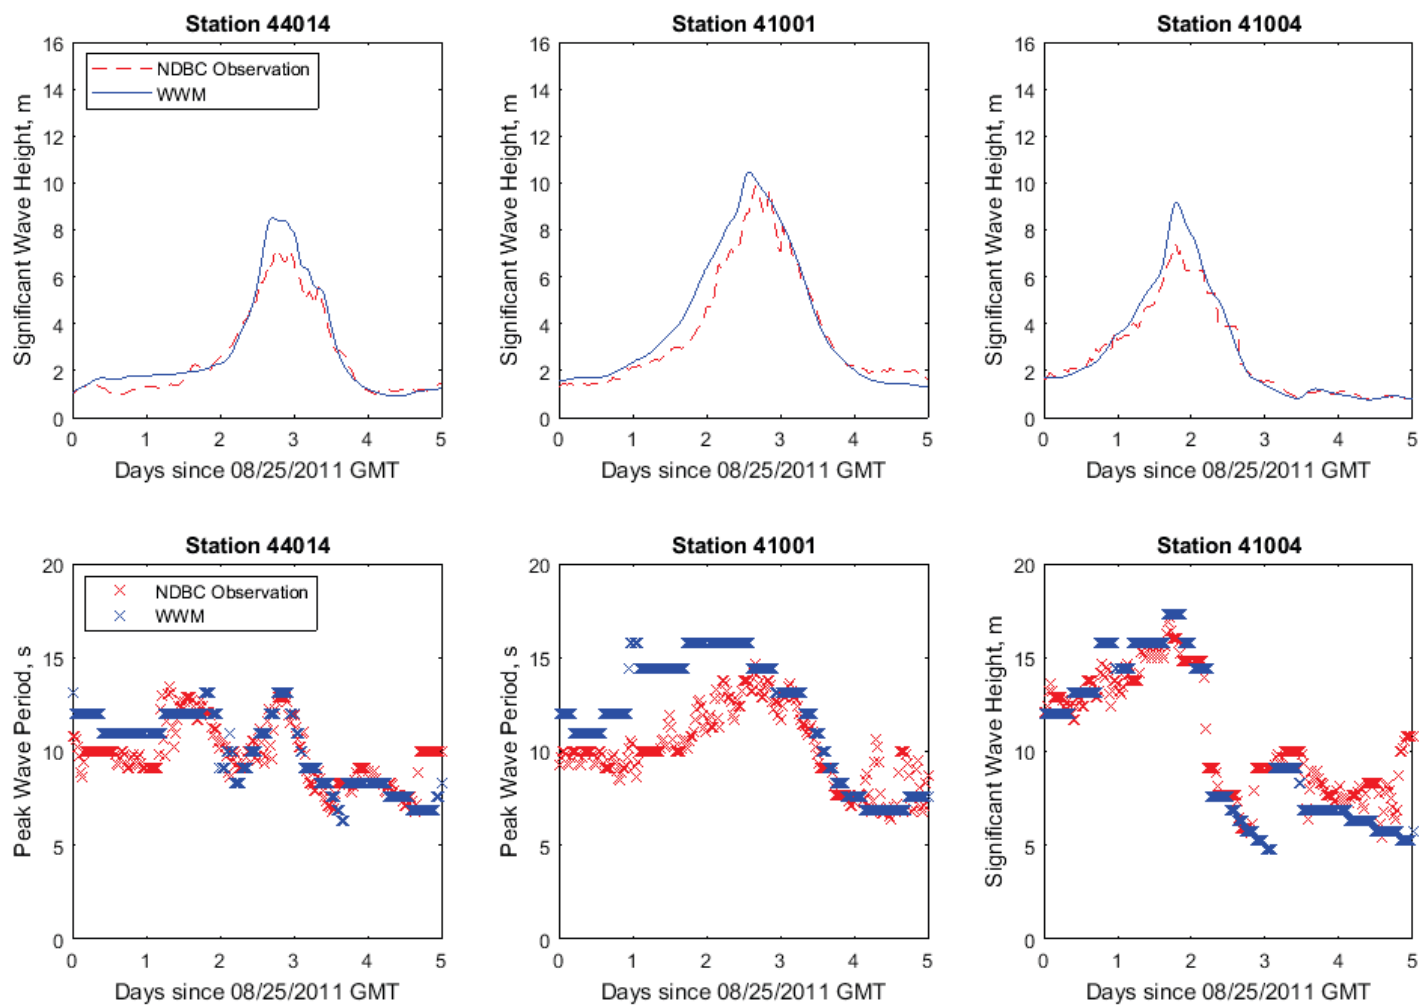 Station 44014
Station 41001
Station 41004
16
14
12
10
8
6
4
2
0
Significant Wave Height, m
NDBC Observation
WWM
0 1 2 3 4 5
Days since 08/25/2011 GMT
16
14
12
10
8
6
4
2
0
Significant Wave Height, m
0 1 2 3 4 5
Days since 08/25/2011 GMT
16
14
12
10
8
6
4
2
0
Significant Wave Height, m
0 1 2 3 4 5
Days since 08/25/2011 GMT
Station 44014
Station 41001
Station 41004
20
15
10
5
0
Peak Wave Period, s
NDBC Observation
WWM
0 1 2 3 4 5
Days since 08/25/2011 GMT
20
15
10
5
0
Peak Wave Period, s
0 1 2 3 4 5
Days since 08/25/2011 GMT
20
15
10
5
0
Significant Wave Height, m
0 1 2 3 4 5
Days since 08/25/2011 GMT